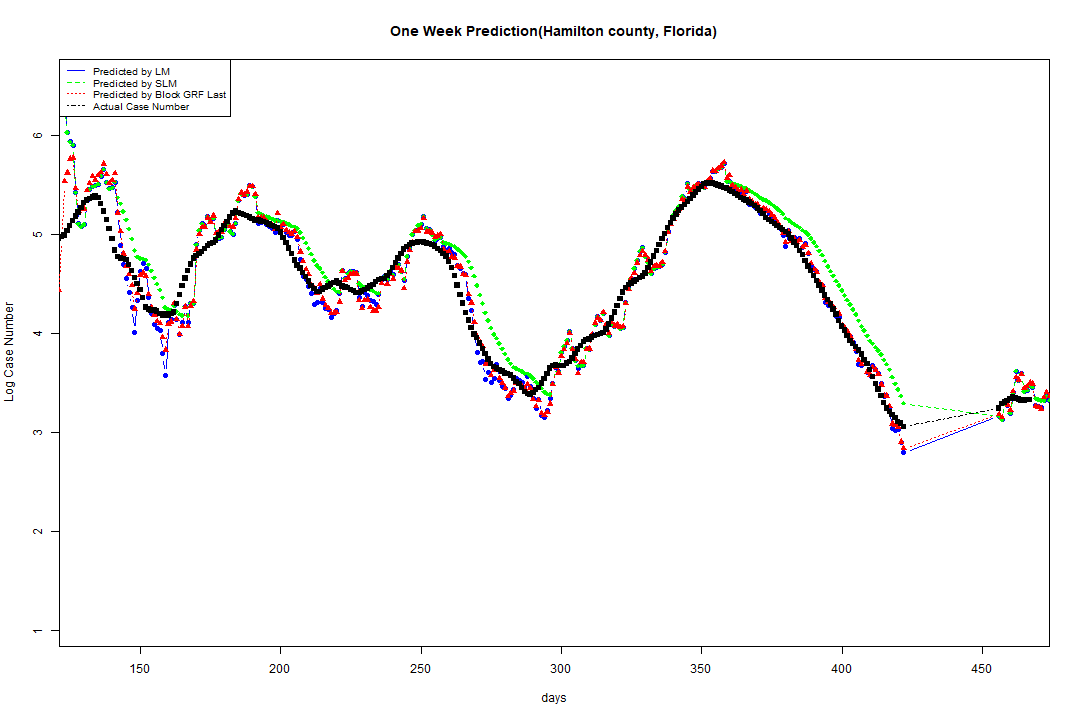 One Week Prediction(Hamilton county, Florida)
Predicted by LM
Predicted by SLM
Predicted by Block GRF Last
Actual Case Number
Log Case Number
6
5
4
3
2
1
150 200 250 300 350 400 450
days